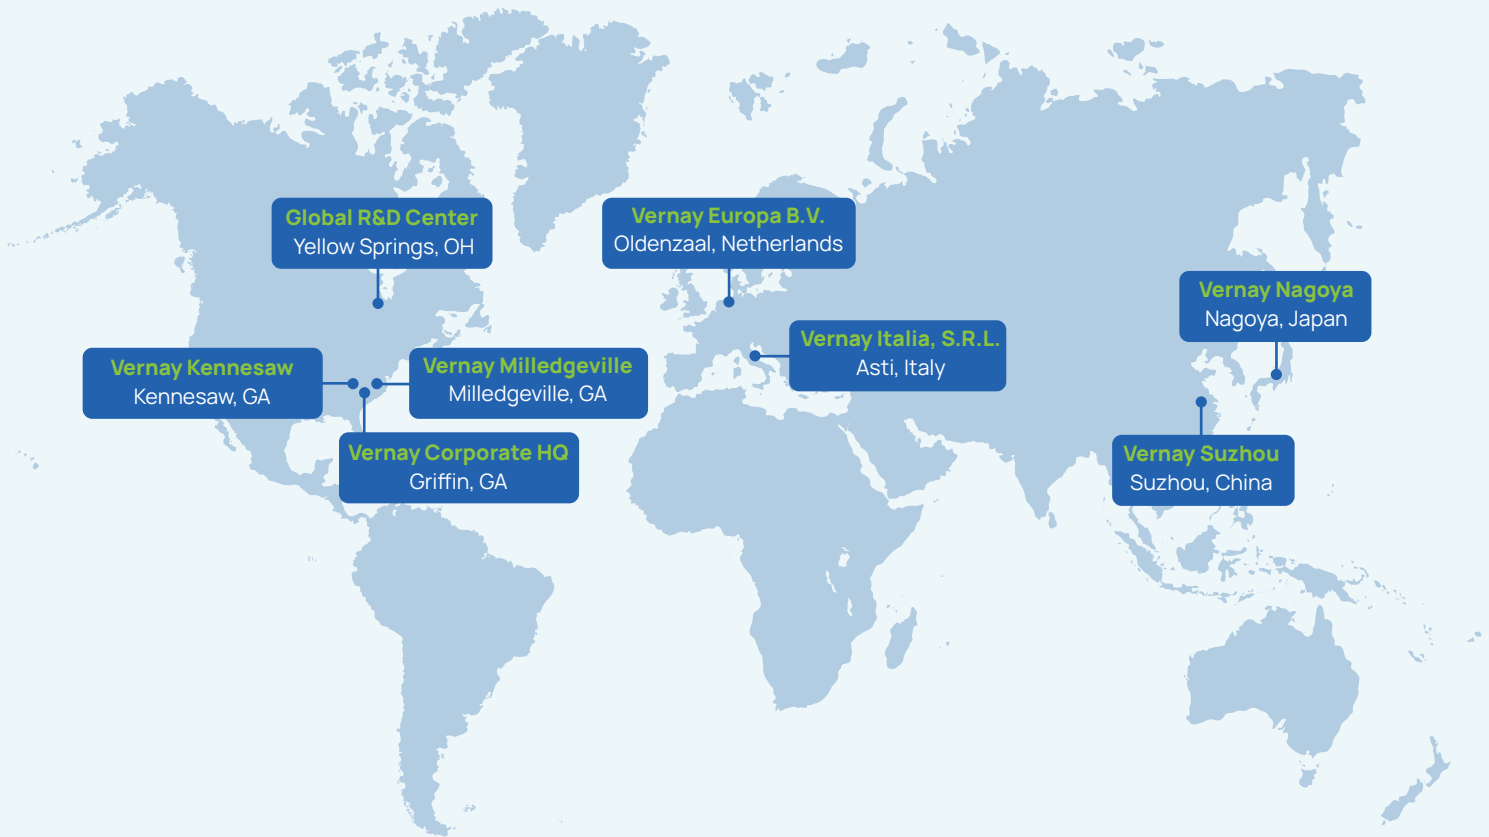 Global R&D Center
Yellow Springs, OH
Vernay Europa B.V.
Oldenzaal, Netherlands
Vernay Nagoya
Nagoya, Japan
Vernay Italia, S.R.L.
Asti, Italy
Vernay Kennesaw
Kennesaw, GA
Vernay Milledgeville
Milledgeville, GA
Vernay Corporate HQ
Griffin, GA
Vernay Suzhou
Suzhou, China